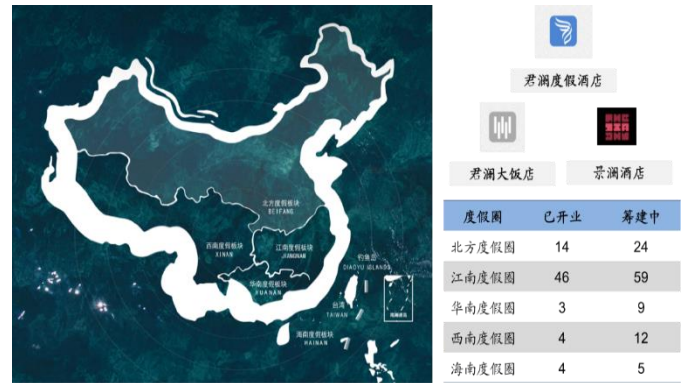 北方度假板块
BEIFANG
西南度假板块
XINAN
江南度假板块
JIANGNAN
华南度假板块
HUANAN
钓鱼岛
DIAOYU ISLANDS
台湾
TAIWAN
海南度假板块
HAINAN
南海诸岛
君澜度假酒店
君澜大饭店
景澜酒店
度假圈 已开业 筹建中
北方度假圈 14 24
江南度假圈 46 59
华南度假圈 3 9
西南度假圈 4 12
海南度假圈 4 5